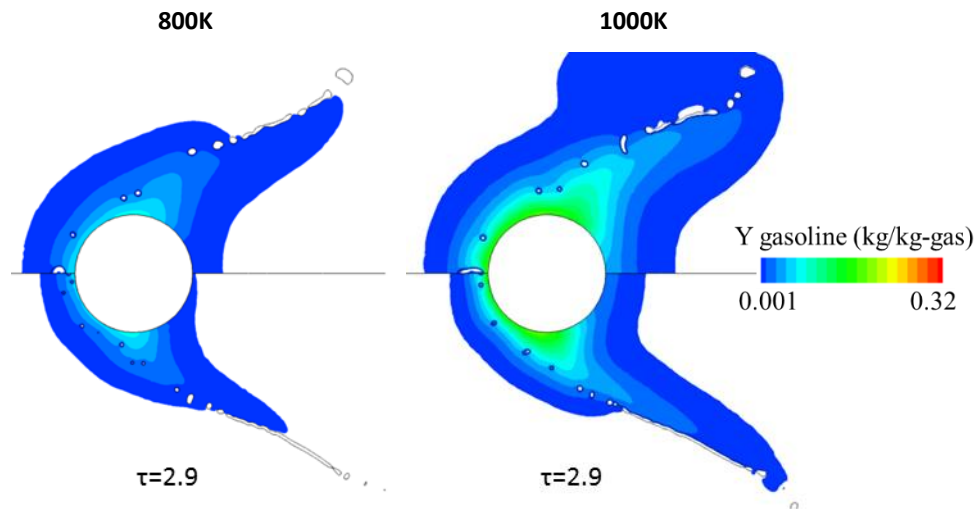 800K
1000K
Y gasoline (kg/kg-gas)
0.001
0.32
τ=2.9
τ=2.9